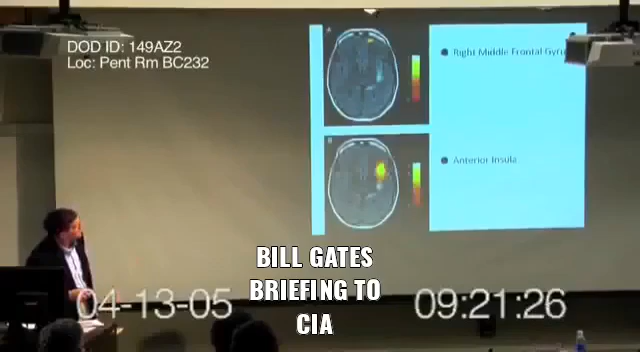 DOD ID: 149AZ2
Loc: Pent Rm BC232
Right Middle Frontal Gyru
Anterior Insula
BILL GATES
BRIEFING TO
CIA
04-13-05
09:21:26